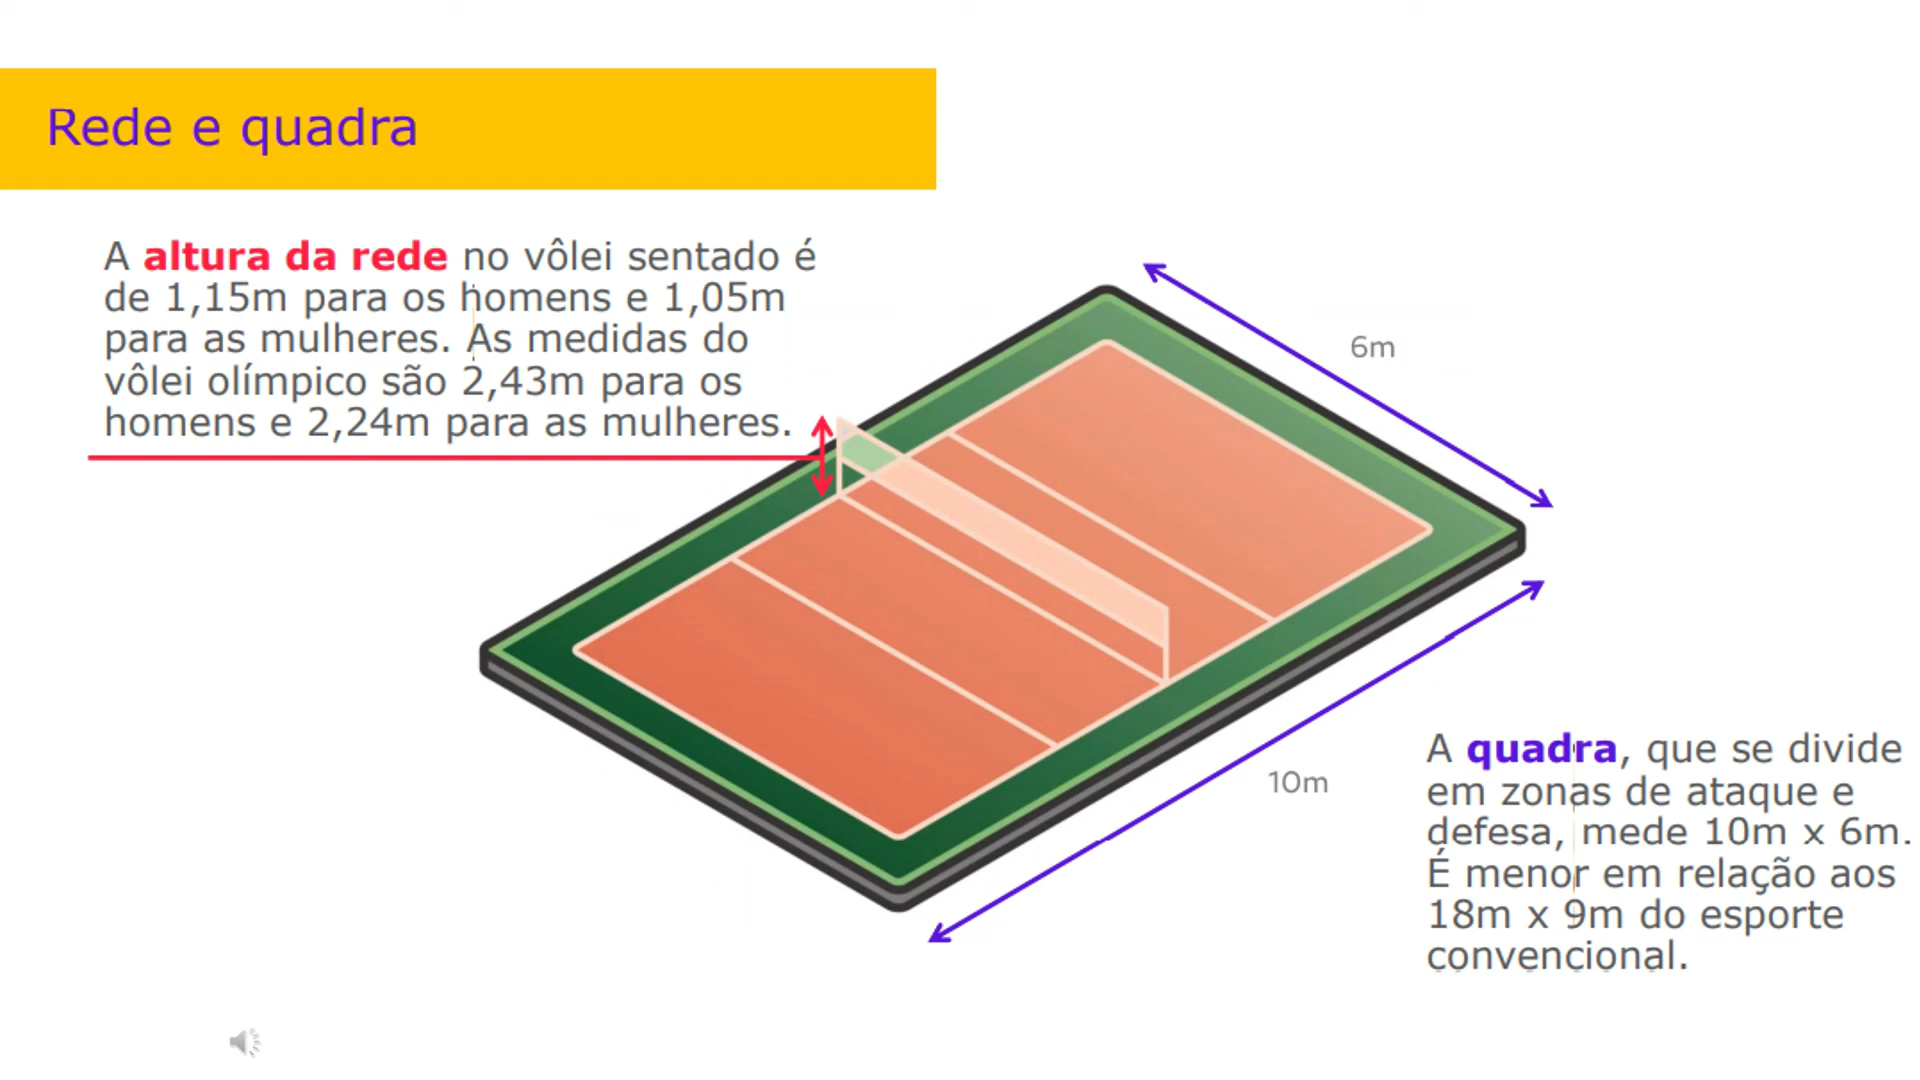 Rede e quadra
A altura da rede no vôlei sentado é
de 1,15m para os homens e 1,05m
para as mulheres. As medidas do
vôlei olímpico são 2,43m para os
homens e 2,24m para as mulheres.
6m
10m
A quadra, que se divide
em zonas de ataque e
defesa, mede 10m x 6m.
É menor em relação aos
18m x 9m do esporte
convencional.